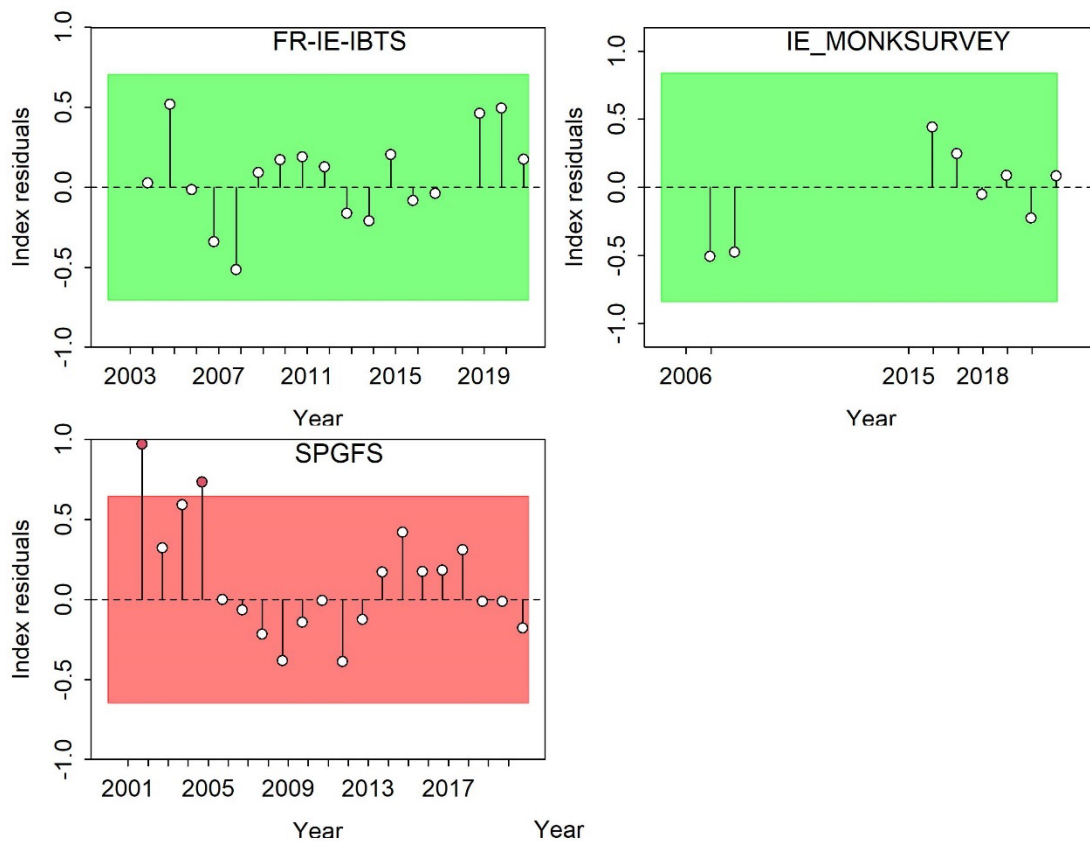 FR-IE-IBTS
Index residuals
1.0
0.5
0.0
-0.5
-1.0
2003 2007 2011 2015 2019
Year
IE_MONKSURVEY
Index residuals
1.0
0.5
0.0
-0.5
-1.0
2006 2015 2018
Year
SPGFS
Index residuals
1.0
0.5
0.0
-0.5
-1.0
2001 2005 2009 2013 2017
Year
Year